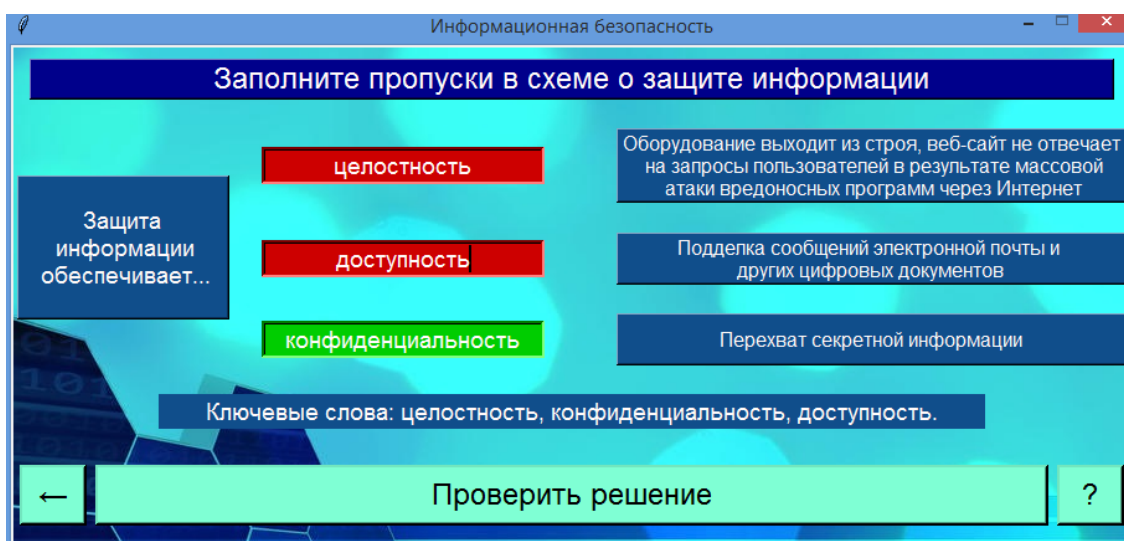 Информационная безопасность
Заполните пропуски в схеме о защите информации
Защита
информации
обеспечивает...
целостность
Оборудование выходит из строя, веб-сайт не отвечает
на запросы пользователей в результате массовой
атаки вредоносных программ через Интернет
доступность
Подделка сообщений электронной почты и
других цифровых документов
конфиденциальность
Перехват секретной информации
Ключевые слова: целостность, конфиденциальность, доступность.
←
Проверить решение
?